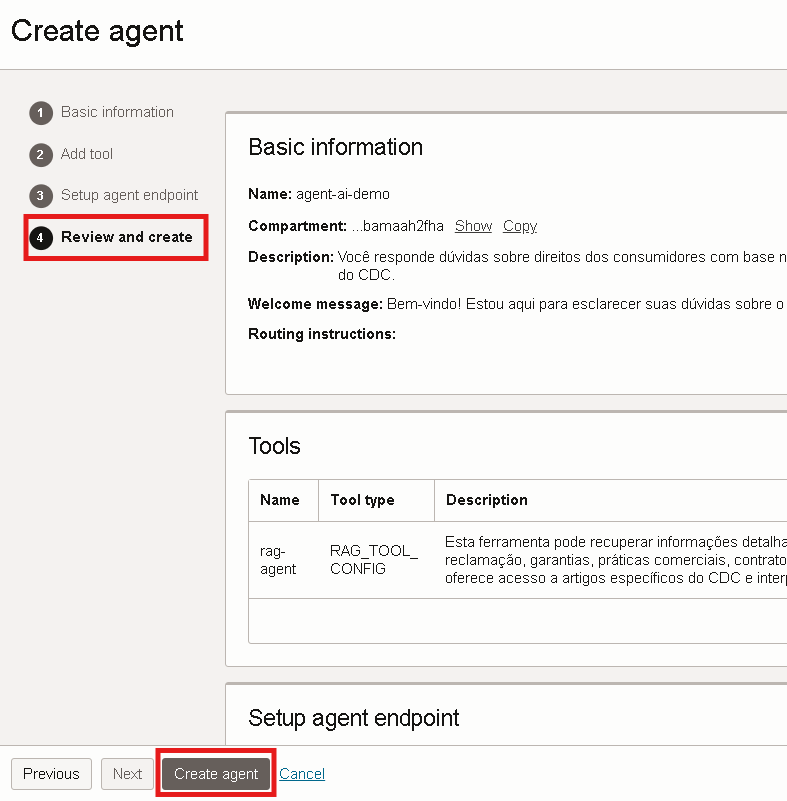 Create agent
1 Basic information
2 Add tool
3 Setup agent endpoint
4 Review and create
Basic information
Name: agent-ai-demo
Compartment: ...bamaah2fha Show Copy
Description: Você responde dúvidas sobre direitos dos consumidores com base n
do CDC.
Welcome message: Bem-vindo! Estou aqui para esclarecer suas dúvidas sobre o
Routing instructions:
Tools
Name Tool type Description
rag-
agent
RAG_TOOL_
CONFIG
Esta ferramenta pode recuperar informações detalha
reclamação, garantias, práticas comerciais, contrato
oferece acesso a artigos específicos do CDC e interp
Setup agent endpoint
Previous Next Create agent Cancel